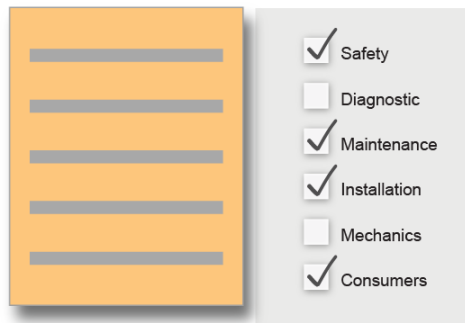 Safety
Diagnostic
Maintenance
Installation
Mechanics
Consumers